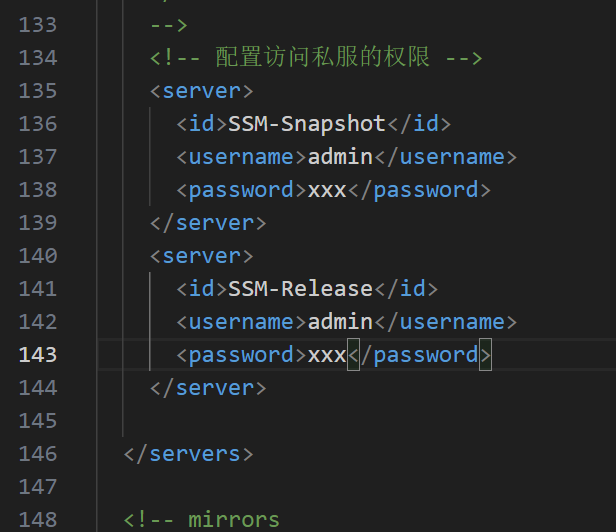 133 -->
134 <!-- 配置访问私服的权限 -->
135 <server>
136 <id>SSM-Snapshot</id>
137 <username>admin</username>
138 <password>xxx</password>
139 </server>
140 <server>
141 <id>SSM-Release</id>
142 <username>admin</username>
143 <password>xxx</password>
144 </server>
145
146 </servers>
147
148 <!-- mirrors